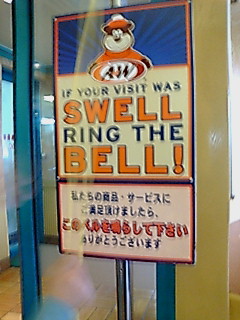 A&W
IF YOUR VISIT WAS
SWELL
RING THE
BELL!
私たちの商品・サービスに
ご満足頂けましたら、
このベルを鳴らして下さい
ありがとうございます